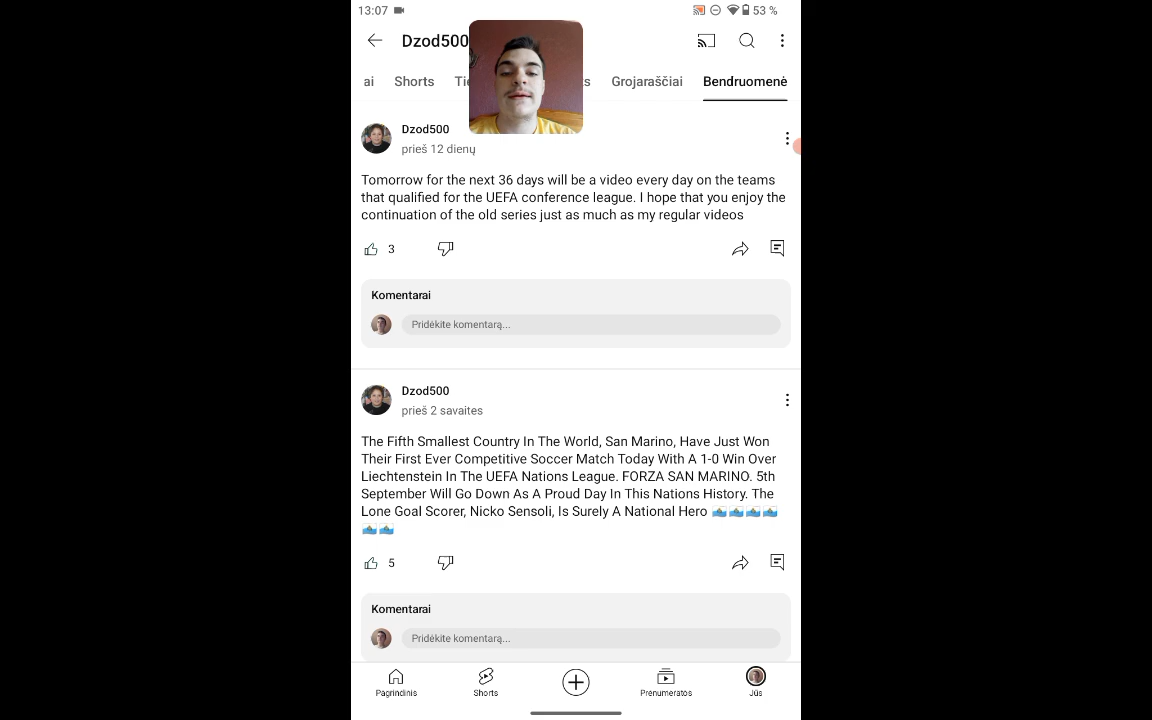 13:07
53 %
Dzod500
ai Shorts Tie s Grojaraščiai Bendruomenė
Dzod500
prieš 12 dienų
Tomorrow for the next 36 days will be a video every day on the teams
that qualified for the UEFA conference league. I hope that you enjoy the
continuation of the old series just as much as my regular videos
3
Komentarai
Pridėkite komentarą...
Dzod500
prieš 2 savaites
The Fifth Smallest Country In The World, San Marino, Have Just Won
Their First Ever Competitive Soccer Match Today With A 1-0 Win Over
Liechtenstein In The UEFA Nations League. FORZA SAN MARINO. 5th
September Will Go Down As A Proud Day In This Nations History. The
Lone Goal Scorer, Nicko Sensoli, Is Surely A National Hero 🇸🇲🇸🇲🇸🇲🇸🇲
🇸🇲🇸🇲
5
Komentarai
Pridėkite komentarą...
Pagrindinis Shorts Prenumeratos Jūs